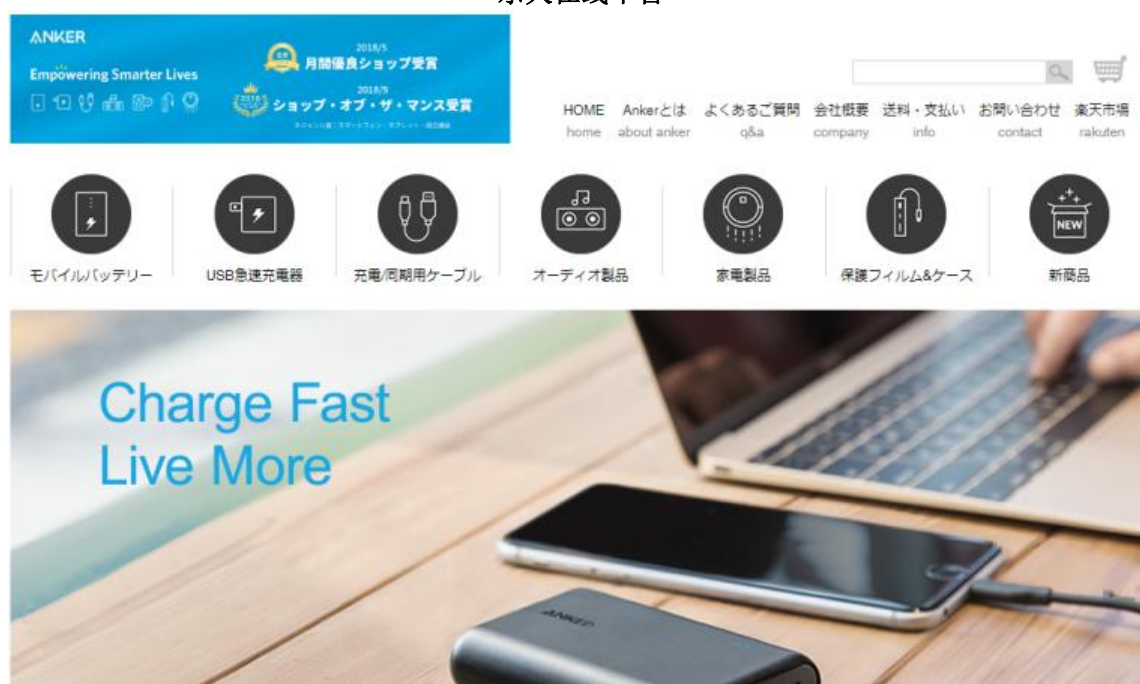 ANKER
Empowering Smarter Lives
2018/5
月間優良ショップ受賞
2018/5
ショップ・オブ・ザ・マンス受賞
HOME Ankerとは よくあるご質問 会社概要 送料・支払い お問い合わせ 楽天市場
home about anker q&a company info contact rakuten
NEW
モバイルバッテリー USB急速充電器 充電/同期用ケーブル オーディオ製品 家電製品 保護フィルム&ケース 新商品
Charge Fast
Live More
ANKER